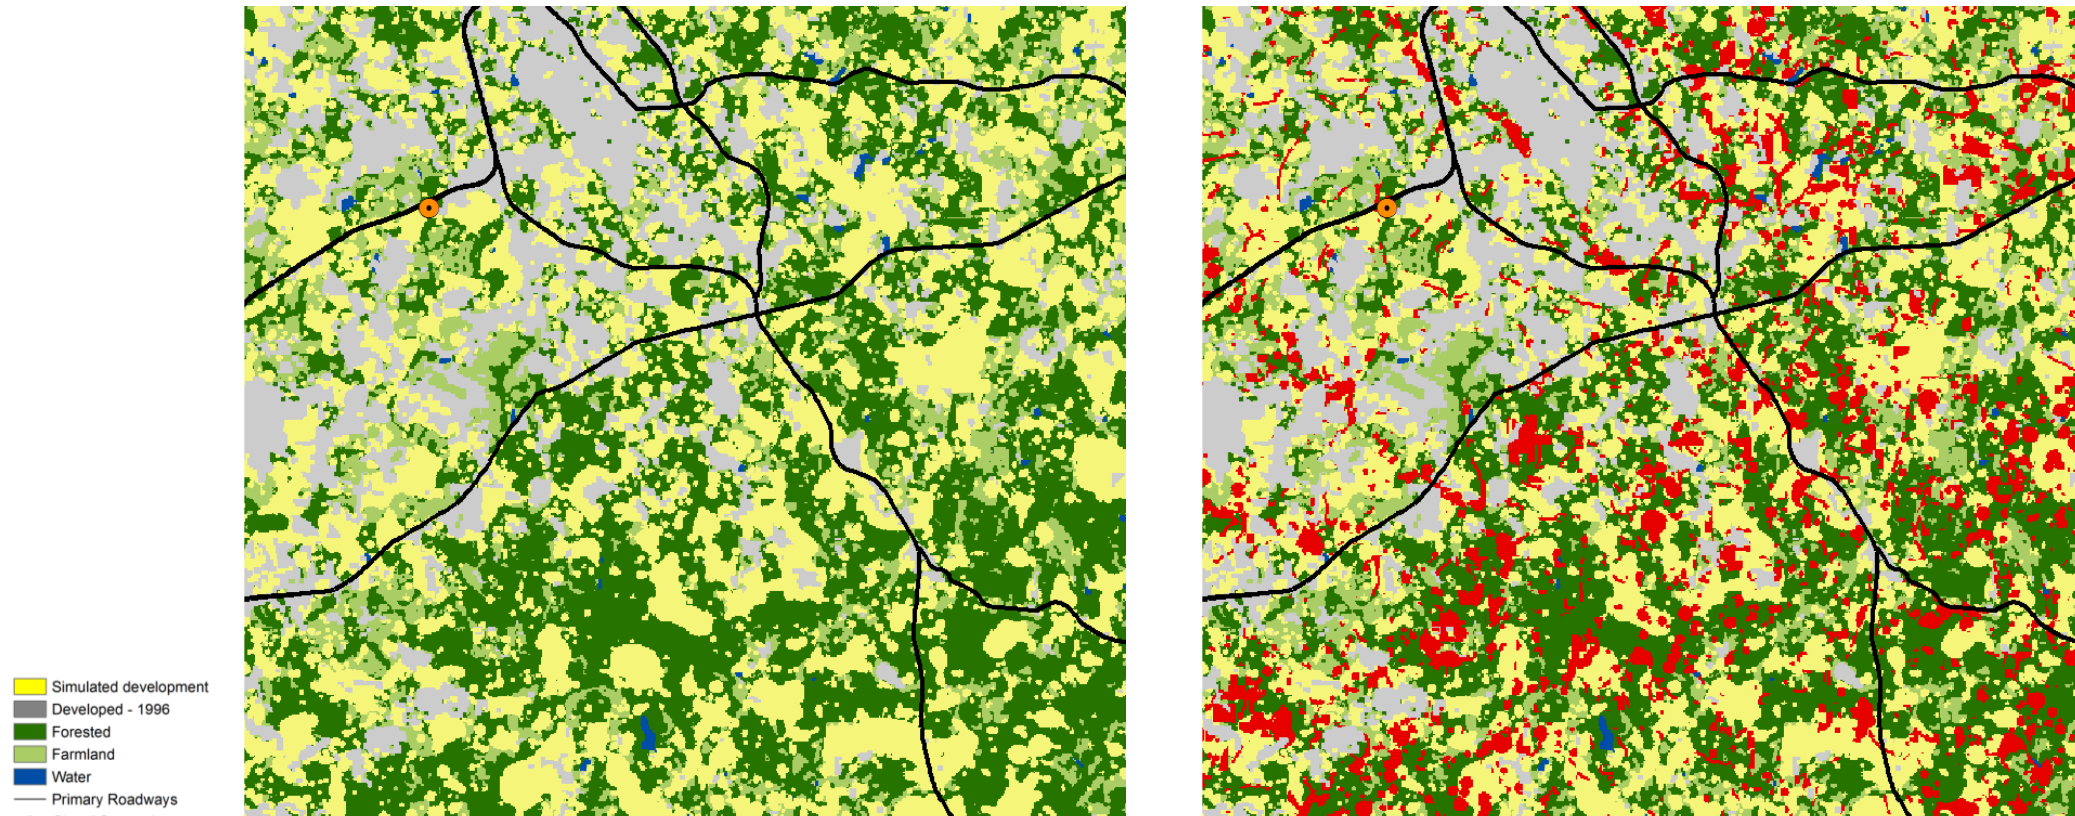 Simulated development
Developed - 1996
Forested
Farmland
Water
Primary Roadways